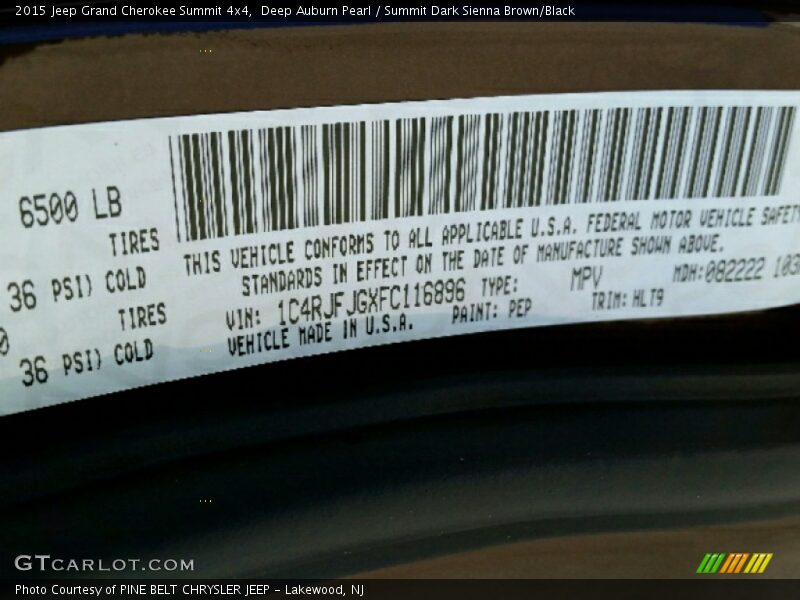 2015 Jeep Grand Cherokee Summit 4x4,  Deep Auburn Pearl / Summit Dark Sienna Brown/Black
6500 LB
TIRES
36 PSI) COLD
TIRES
36 PSI) COLD
THIS VEHICLE CONFORMS TO ALL APPLICABLE U.S.A. FEDERAL MOTOR VEHICLE SAFETY
STANDARDS IN EFFECT ON THE DATE OF MANUFACTURE SHOWN ABOVE.
VIN: 1C4RJFJGXFC116896 TYPE: MPV MDH:082222 103
VEHICLE MADE IN U.S.A. PAINT: PEP TRIM: HLT9
GTCARLOT.COM
Photo Courtesy of PINE BELT CHRYSLER JEEP - Lakewood, NJ